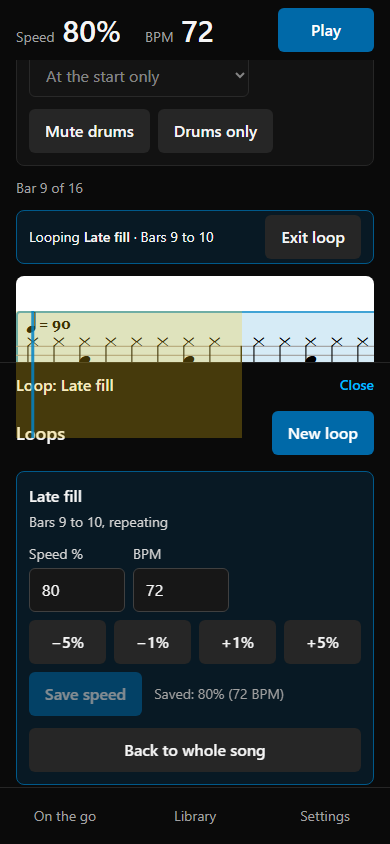 Speed 80% BPM 72 Play
At the start only
Mute drums Drums only
Bar 9 of 16
Looping Late fill · Bars 9 to 10 Exit loop
= 90
Loop: Late fill Close
Loops New loop
Late fill
Bars 9 to 10, repeating
Speed % BPM
80 72
−5% −1% +1% +5%
Save speed Saved: 80% (72 BPM)
Back to whole song
On the go Library Settings